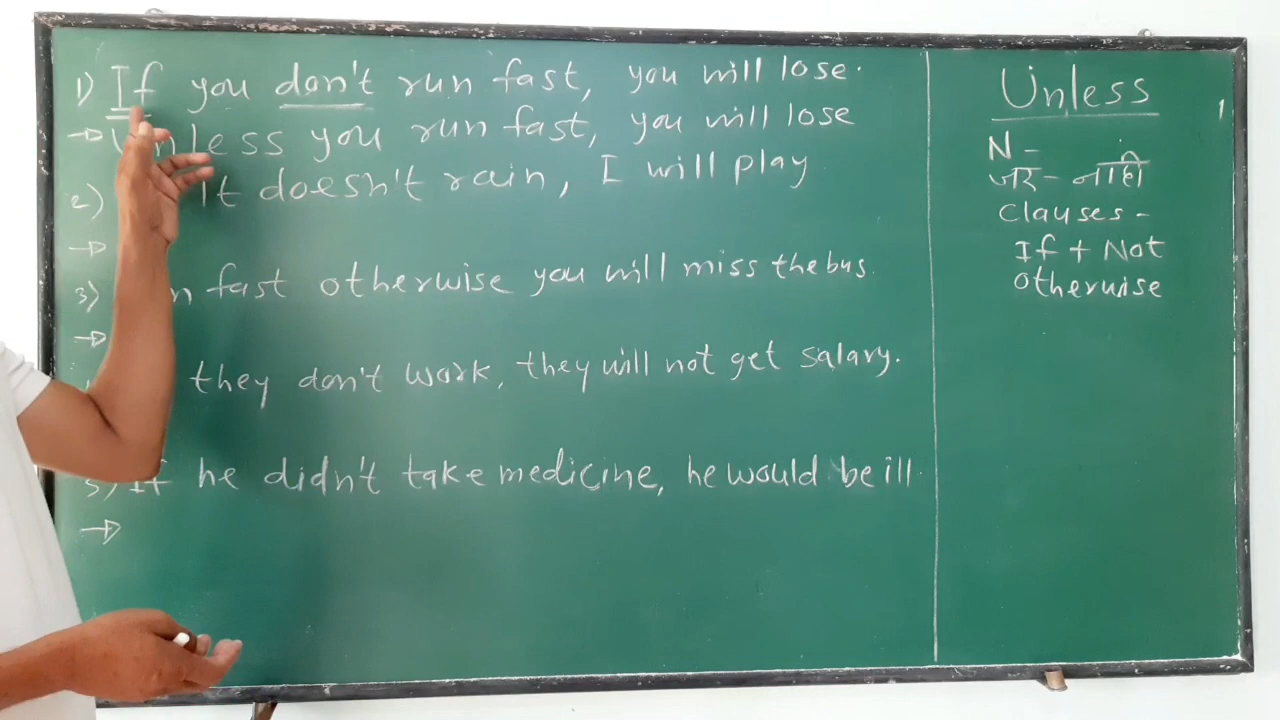 1) If you don't run fast, you will lose.
→ Unless you run fast, you will lose
2) It doesn't rain, I will play
→
3) fast otherwise you will miss the bus.
→
they don't work, they will not get salary.
5) If he didn't take medicine, he would be ill.
→
Unless
N -
जर - नाही
Clauses -
If + Not
otherwise